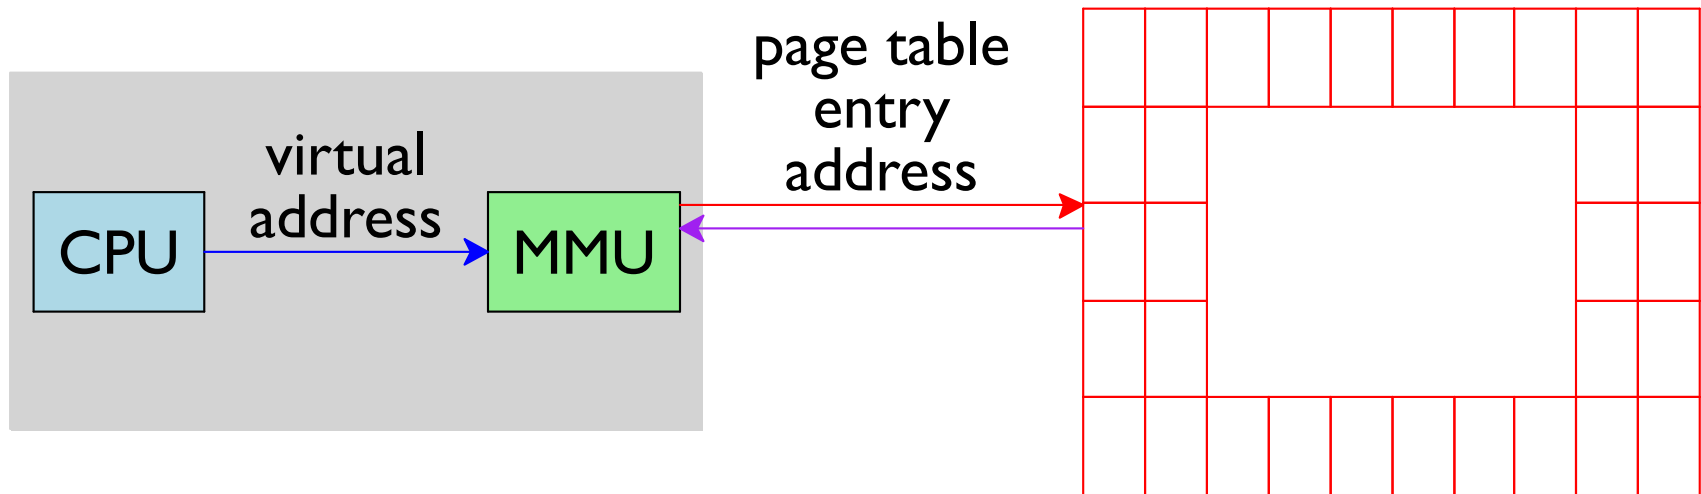 page table
entry
address
virtual
address
CPU
MMU